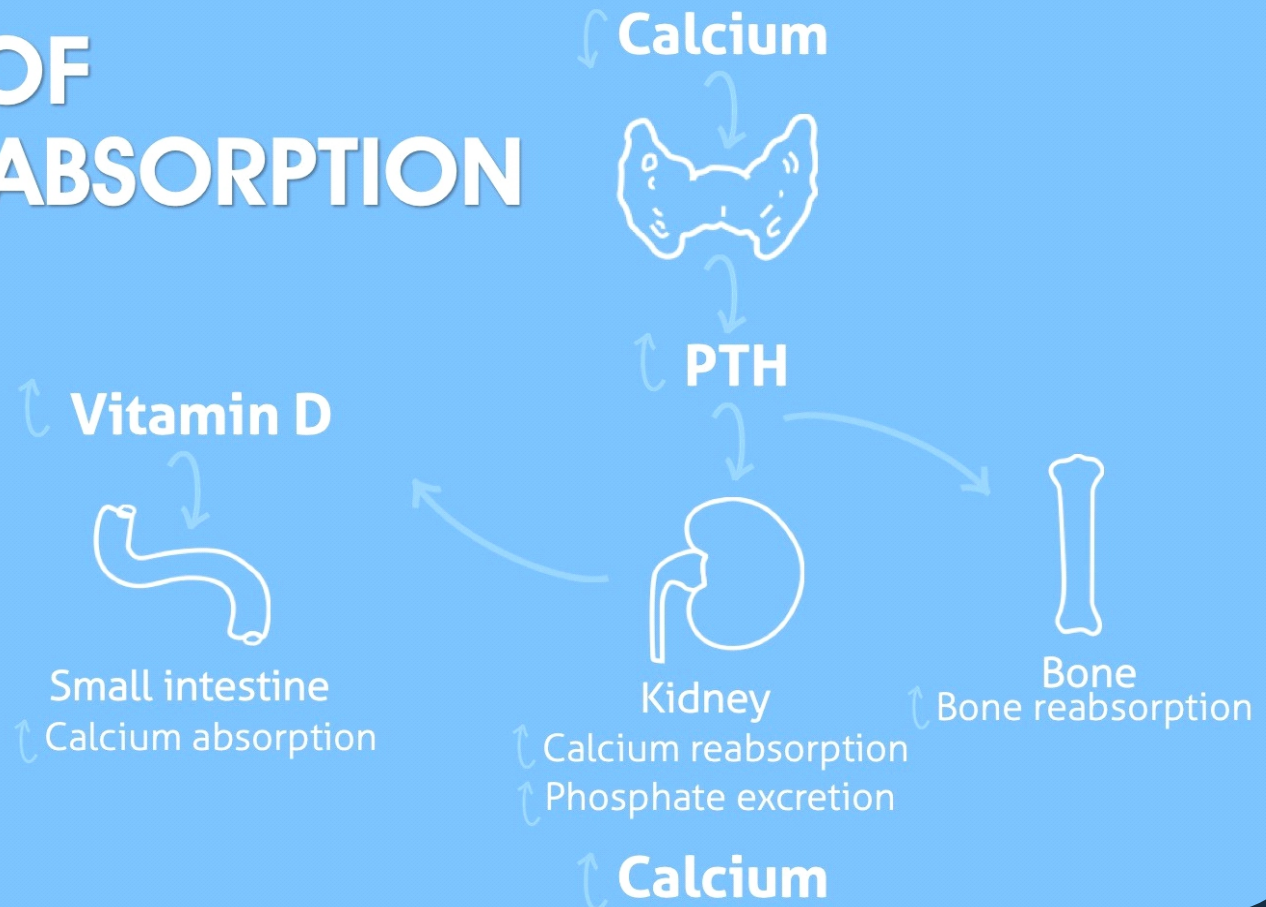 OF
ABSORPTION
Calcium
PTH
Vitamin D
Small intestine
Calcium absorption
Kidney
Calcium reabsorption
Phosphate excretion
Bone
Bone reabsorption
Calcium